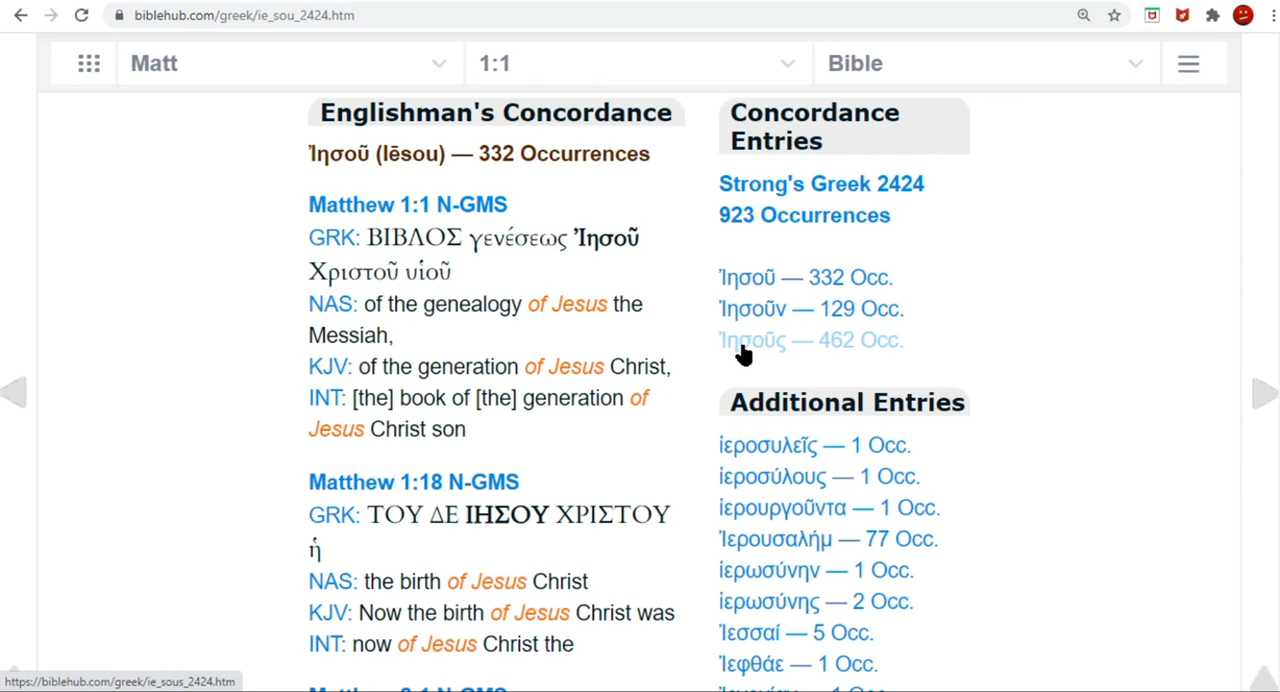 biblehub.com/greek/ie_sou_2424.htm
Matt
1:1
Bible
Englishman's Concordance
Ἰησοῦ (Iēsou) — 332 Occurrences
Matthew 1:1 N-GMS
GRK: ΒΙΒΛΟΣ γενέσεως Ἰησοῦ
Χριστοῦ υἱοῦ
NAS: of the genealogy of Jesus the
Messiah,
KJV: of the generation of Jesus Christ,
INT: [the] book of [the] generation of
Jesus Christ son
Matthew 1:18 N-GMS
GRK: ΤΟΥ ΔΕ ΙΗΣΟΥ ΧΡΙΣΤΟΥ
ἡ
NAS: the birth of Jesus Christ
KJV: Now the birth of Jesus Christ was
INT: now of Jesus Christ the
Concordance
Entries
Strong's Greek 2424
923 Occurrences
Ἰησοῦ — 332 Occ.
Ἰησοῦν — 129 Occ.
Ἰησοῦς — 462 Occ.
Additional Entries
ἱεροσυλεῖς — 1 Occ.
ἱεροσύλους — 1 Occ.
ἱερουργοῦντα — 1 Occ.
Ἰερουσαλήμ — 77 Occ.
ἱερωσύνην — 1 Occ.
ἱερωσύνης — 2 Occ.
Ἰεσσαί — 5 Occ.
Ἰεφθάε — 1 Occ.
https://biblehub.com/greek/ie_sous_2424.htm